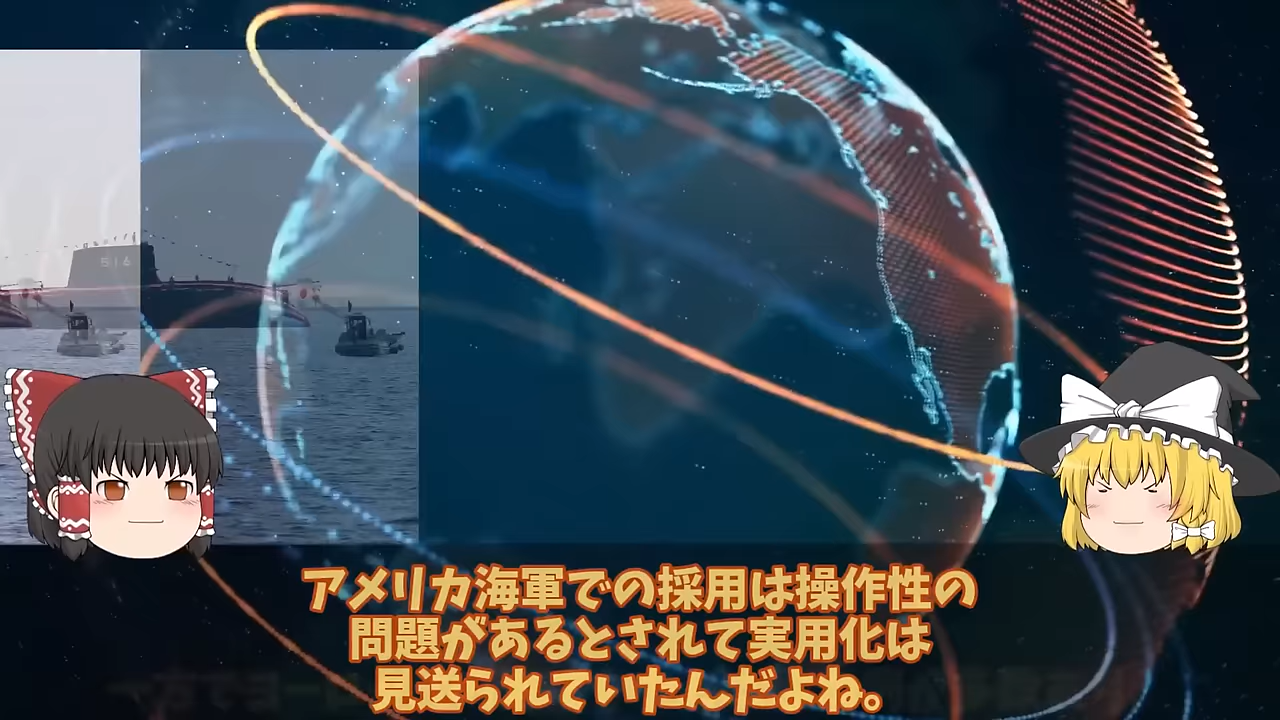 516
アメリカ海軍での採用は操作性の
問題があるとされて実用化は
見送られていたんだよね。